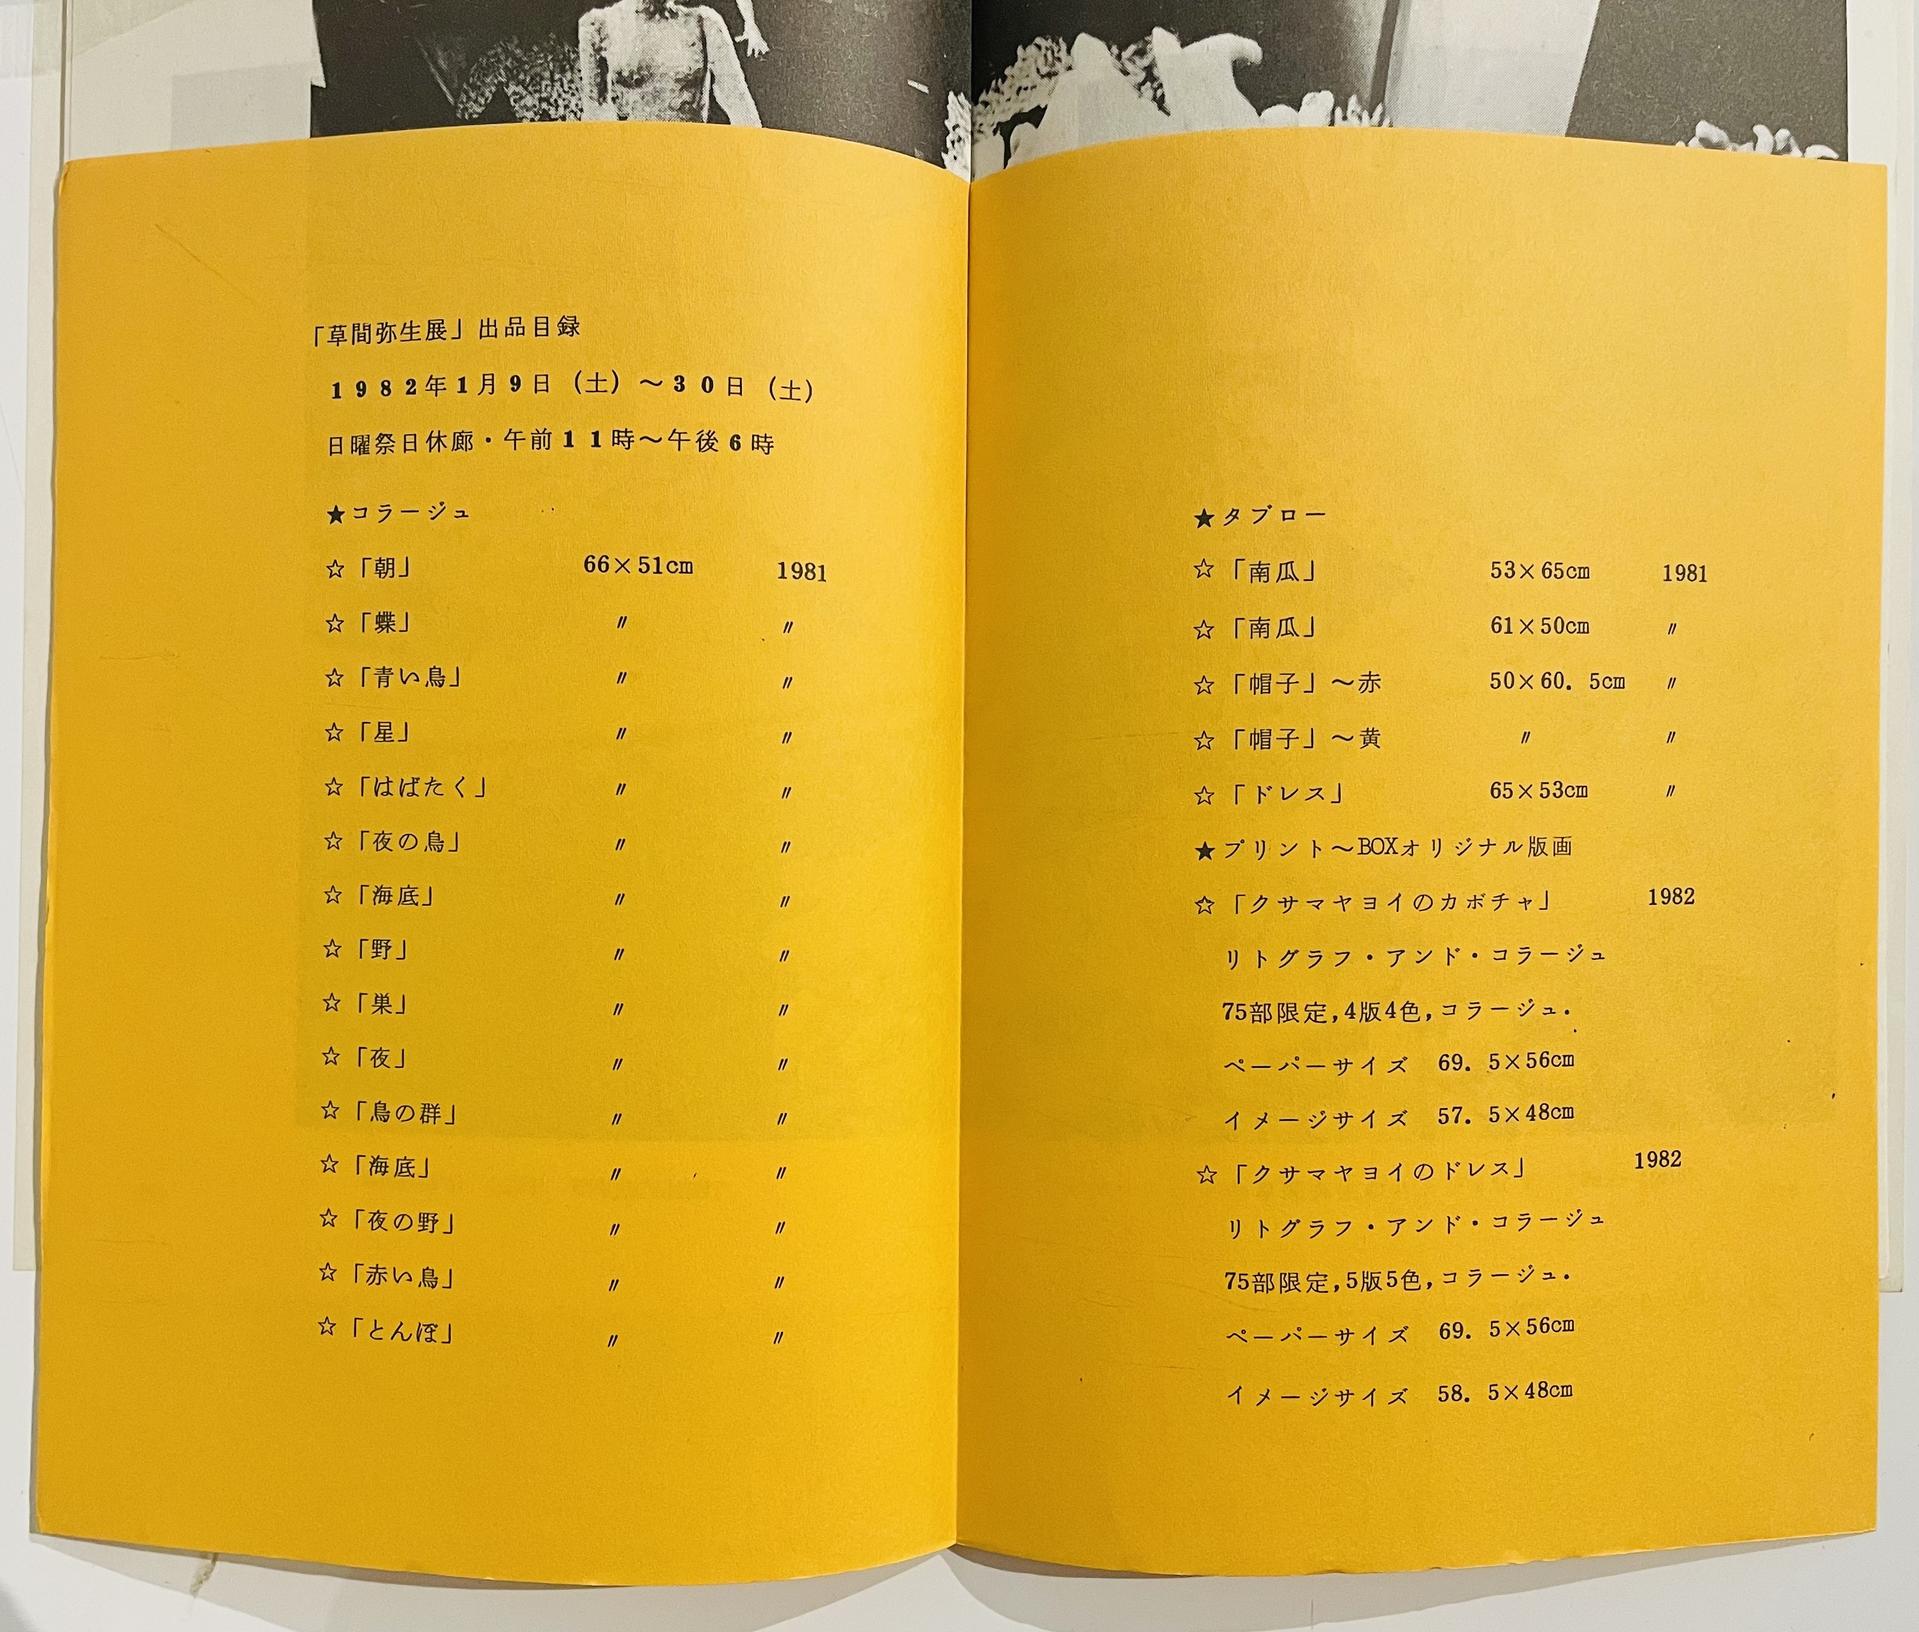 「草間弥生展」出品目録
1982年1月9日（土）～30日（土）
日曜祭日休廊・午前11時～午後6時
★コラージュ
☆「朝」 66×51cm 1981
☆「蝶」 〃 〃
☆「青い鳥」 〃 〃
☆「星」 〃 〃
☆「はばたく」 〃 〃
☆「夜の鳥」 〃 〃
☆「海底」 〃 〃
☆「野」 〃 〃
☆「巣」 〃 〃
☆「夜」 〃 〃
☆「鳥の群」 〃 〃
☆「海底」 〃 〃
☆「夜の野」 〃 〃
☆「赤い鳥」 〃 〃
☆「とんぼ」 〃 〃
★タブロー
☆「南瓜」 53×65cm 1981
☆「南瓜」 61×50cm 〃
☆「帽子」～赤 50×60.5cm 〃
☆「帽子」～黄 〃 〃
☆「ドレス」 65×53cm 〃
★プリント～BOXオリジナル版画
☆「クサマヤヨイのカボチャ」 1982
リトグラフ・アンド・コラージュ
75部限定,4版4色,コラージュ.
ペーパーサイズ 69.5×56cm
イメージサイズ 57.5×48cm
☆「クサマヤヨイのドレス」 1982
リトグラフ・アンド・コラージュ
75部限定,5版5色,コラージュ.
ペーパーサイズ 69.5×56cm
イメージサイズ 58.5×48cm